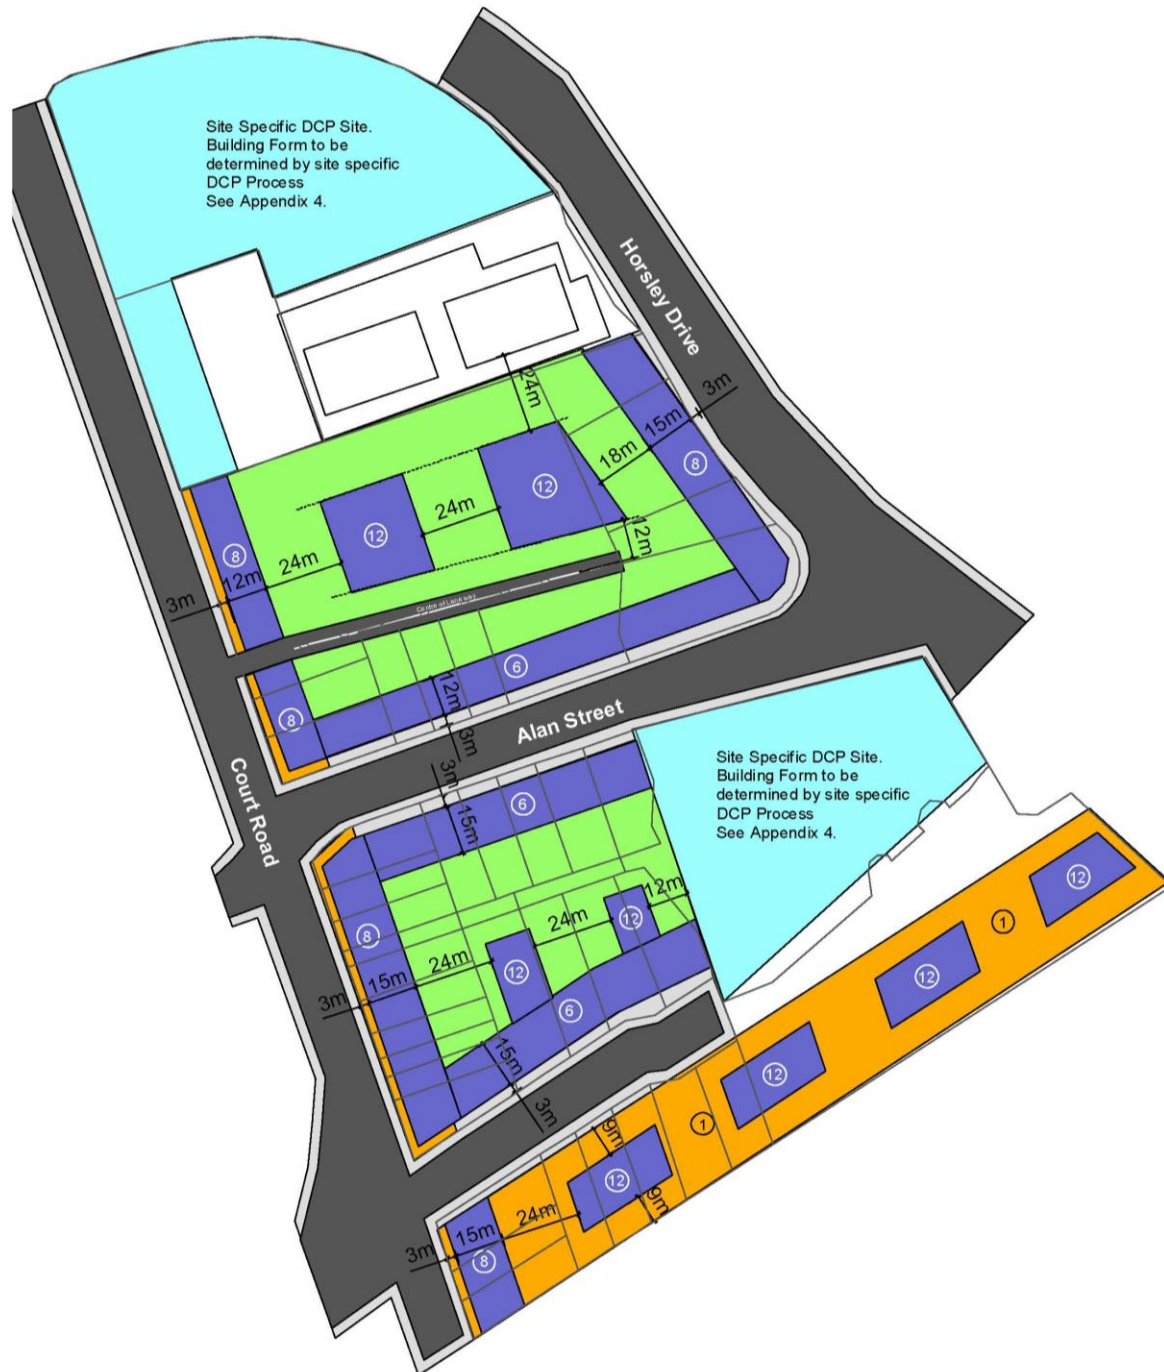 Site Specific DCP Site.
Building Form to be
determined by site specific
DCP Process
See Appendix 4.
Horsley Drive
24m
3m
15m
18m
8
12
24m
12
12m
8
24m
12m
3m
Centre of Laneway
6
12m
8
3m
Alan Street
3m
6
15m
Court Road
Site Specific DCP Site.
Building Form to be
determined by site specific
DCP Process
See Appendix 4.
12
12m
12
1
24m
8
24m
12
12
15m
3m
6
15m
12
3m
1
9m
12
9m
24m
15m
3m
8